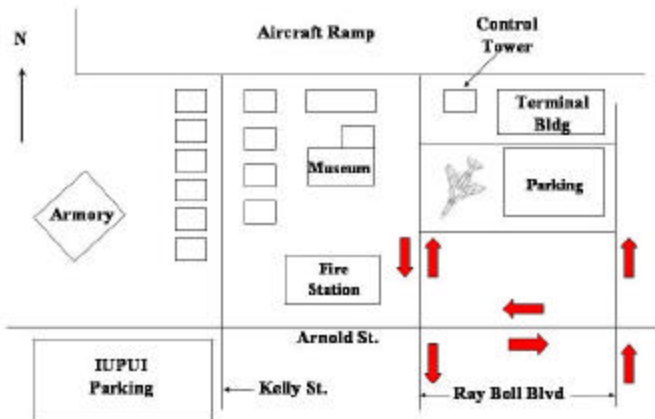 Control
Tower
Aircraft Ramp
N
Terminal
Bldg
Museum
Parking
Armory
Fire
Station
Arnold St.
IUPUI
Parking
Kelly St.
Ray Boll Blvd